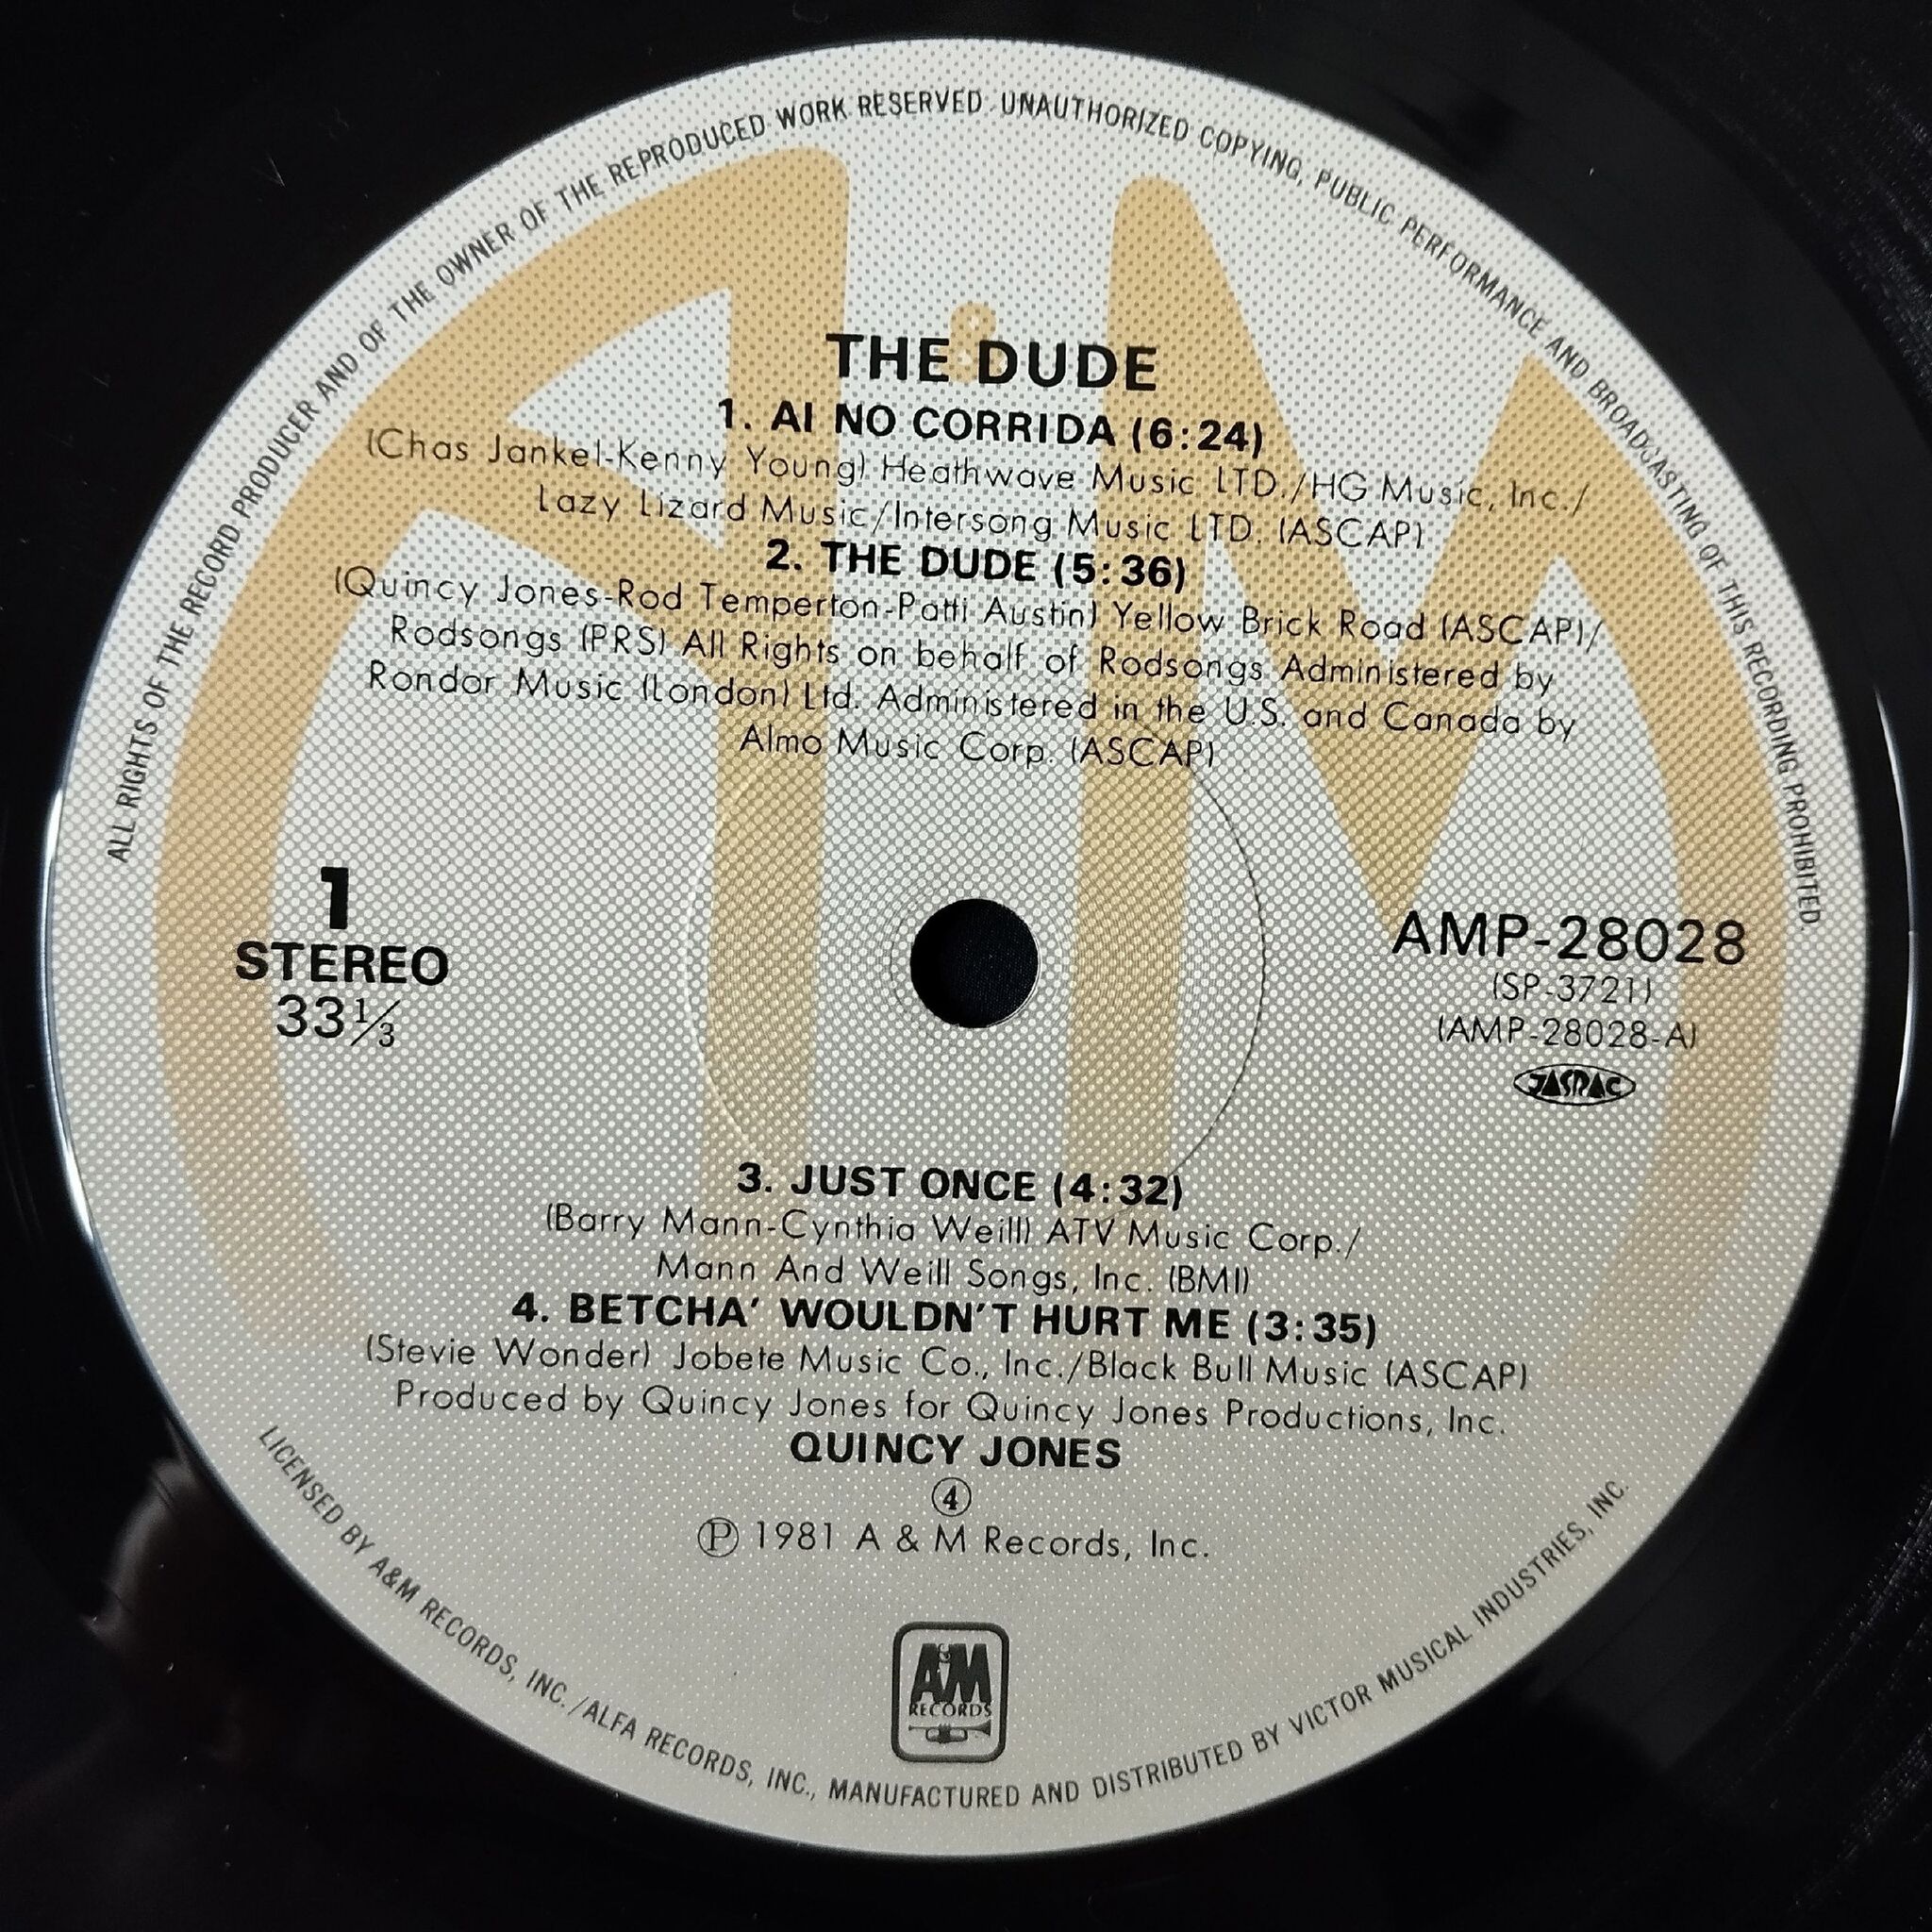 ALL RIGHTS OF THE RECORD PRODUCER AND OF THE OWNER OF THE REPRODUCED WORK RESERVED. UNAUTHORIZED COPYING, PUBLIC PERFORMANCE AND BROADCASTING OF THIS RECORDING PROHIBITED.
&
THE DUDE
1. AI NO CORRIDA (6:24)
(Chas Jankel-Kenny Young) Heathwave Music LTD./HG Music, Inc./
Lazy Lizard Music/Intersong Music LTD. (ASCAP)
2. THE DUDE (5:36)
(Quincy Jones-Rod Temperton-Patti Austin) Yellow Brick Road (ASCAP)/
Rodsongs (PRS) All Rights on behalf of Rodsongs Administered by
Rondor Music (London) Ltd. Administered in the U.S. and Canada by
Almo Music Corp. (ASCAP)
1
STEREO
33 1/3
AMP-28028
(SP-3721)
(AMP-28028-A)
JASRAC
3. JUST ONCE (4:32)
(Barry Mann-Cynthia Weill) ATV Music Corp./
Mann And Weill Songs, Inc. (BMI)
4. BETCHA' WOULDN'T HURT ME (3:35)
(Stevie Wonder) Jobete Music Co., Inc./Black Bull Music (ASCAP)
Produced by Quincy Jones for Quincy Jones Productions, Inc.
QUINCY JONES
④
Ⓟ 1981 A & M Records, Inc.
A&M
RECORDS
LICENSED BY A&M RECORDS, INC./ALFA RECORDS, INC., MANUFACTURED AND DISTRIBUTED BY VICTOR MUSICAL INDUSTRIES, INC.